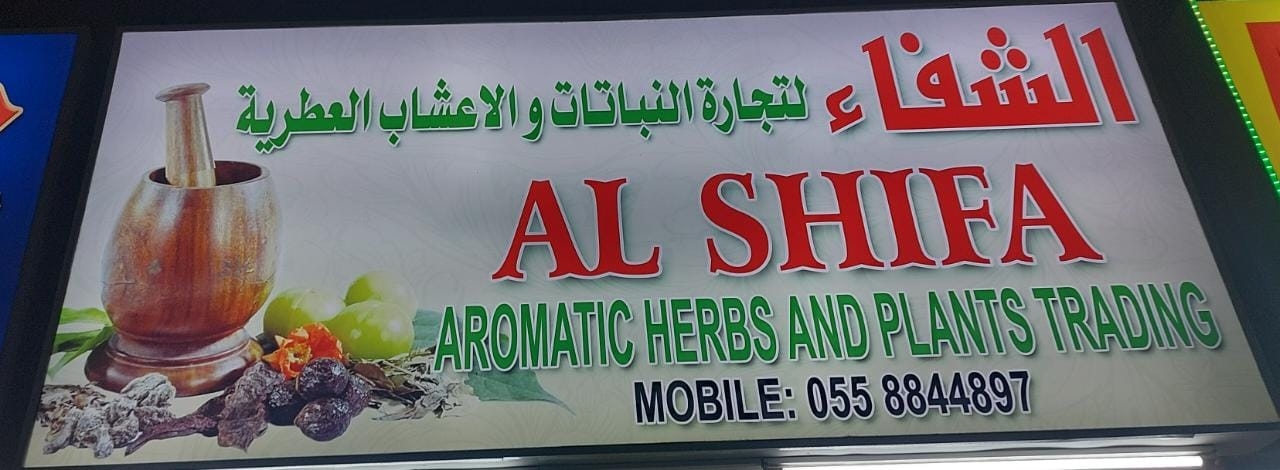 الشفاء
لتجارة النباتات و الاعشاب العطرية
AL SHIFA
AROMATIC HERBS AND PLANTS TRADING
MOBILE: 055 8844897